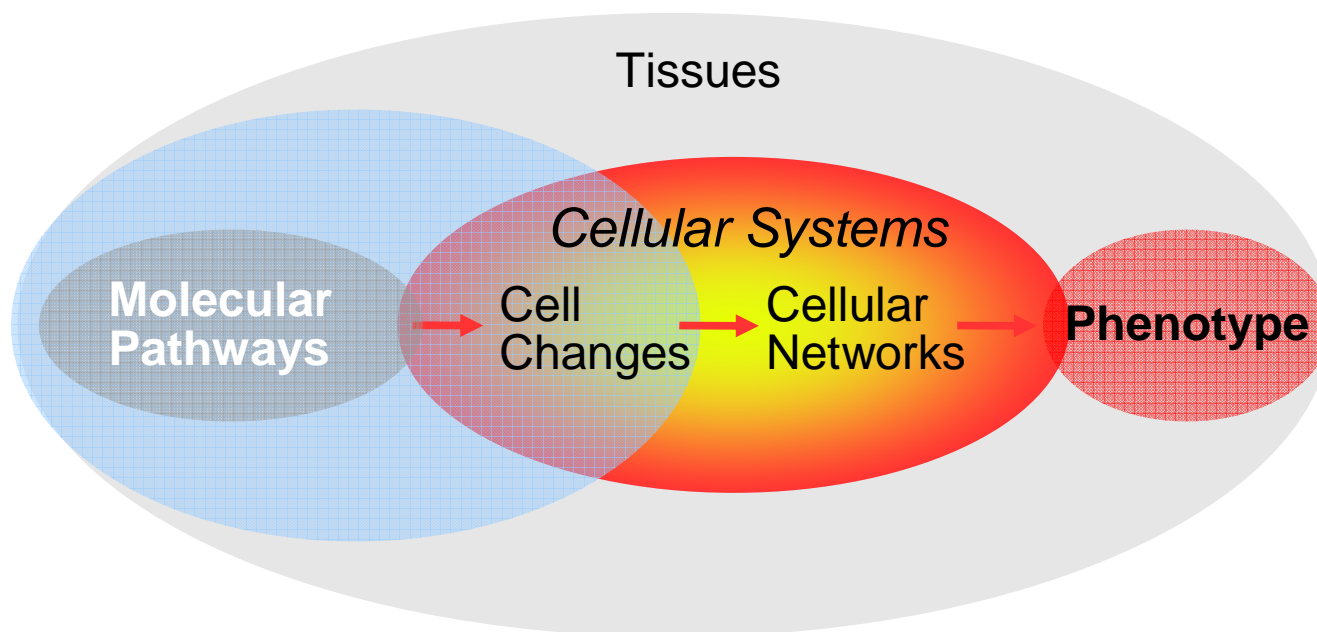 Tissues
Cellular Systems
Molecular
Pathways
Cell
Changes
Cellular
Networks
Phenotype